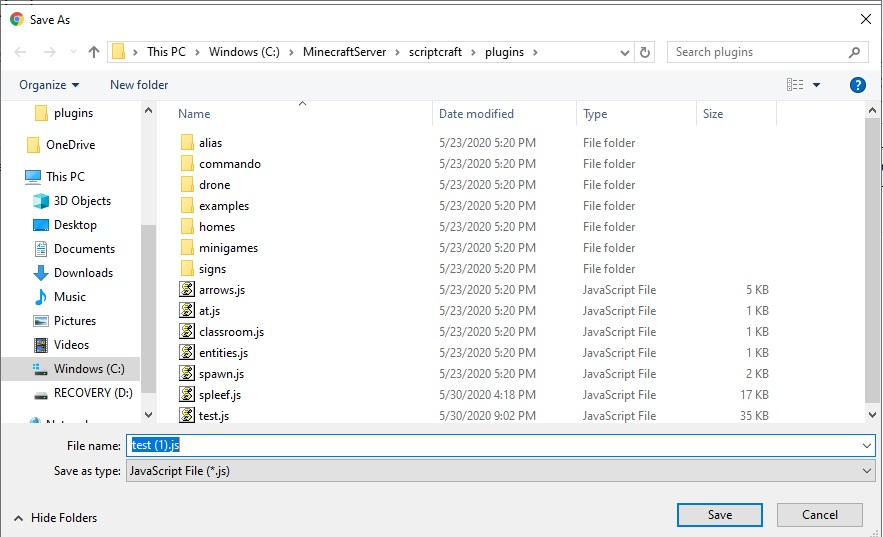 Save As
This PC > Windows (C:) > MinecraftServer > scriptcraft > plugins >
Search plugins
Organize New folder ?
plugins
OneDrive
This PC
3D Objects
Desktop
Documents
Downloads
Music
Pictures
Videos
Windows (C:)
RECOVERY (D:)
Name Date modified Type Size
alias 5/23/2020 5:20 PM File folder
commando 5/23/2020 5:20 PM File folder
drone 5/23/2020 5:20 PM File folder
examples 5/23/2020 5:20 PM File folder
homes 5/23/2020 5:20 PM File folder
minigames 5/23/2020 5:20 PM File folder
signs 5/23/2020 5:20 PM File folder
arrows.js 5/23/2020 5:20 PM JavaScript File 5 KB
at.js 5/23/2020 5:20 PM JavaScript File 1 KB
classroom.js 5/23/2020 5:20 PM JavaScript File 1 KB
entities.js 5/23/2020 5:20 PM JavaScript File 1 KB
spawn.js 5/23/2020 5:20 PM JavaScript File 2 KB
spleef.js 5/30/2020 4:18 PM JavaScript File 17 KB
test.js 5/30/2020 9:02 PM JavaScript File 35 KB
File name: test (1).js
Save as type: JavaScript File (*.js)
Hide Folders Save Cancel